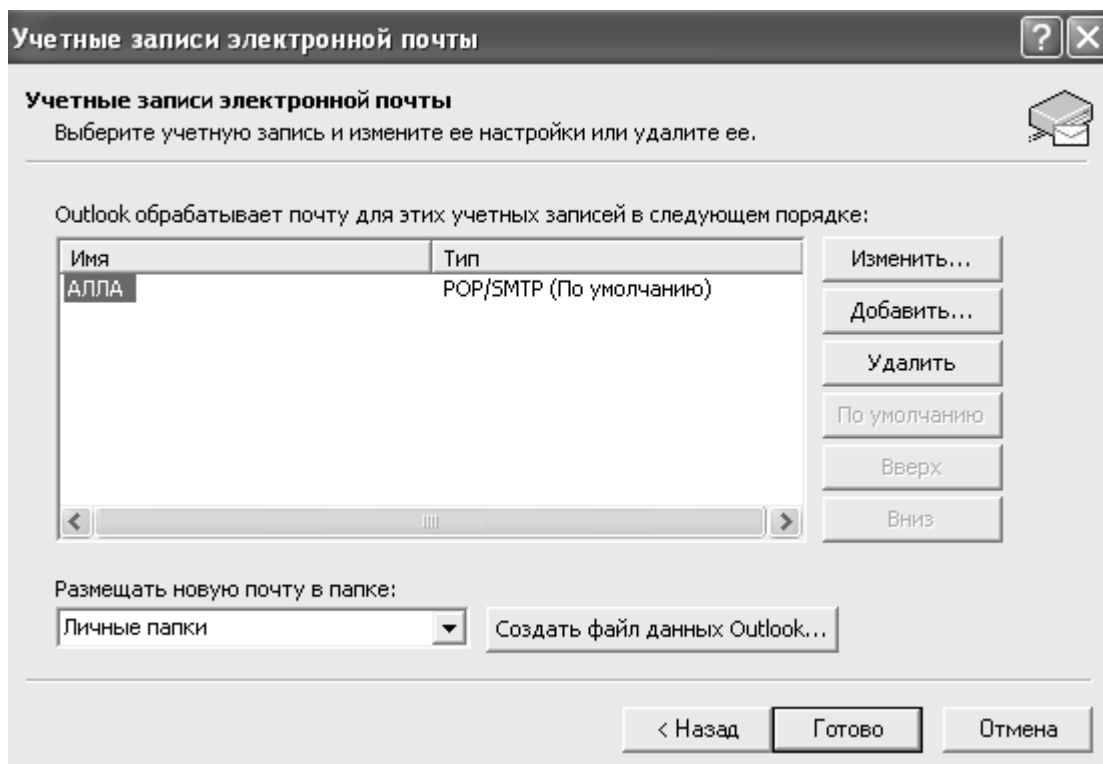 Учетные записи электронной почты
Учетные записи электронной почты
Выберите учетную запись и измените ее настройки или удалите ее.
Outlook обрабатывает почту для этих учетных записей в следующем порядке:
Имя Тип
АЛЛА POP/SMTP (По умолчанию)
Изменить...
Добавить...
Удалить
По умолчанию
Вверх
Вниз
Размещать новую почту в папке:
Личные папки Создать файл данных Outlook...
< Назад Готово Отмена